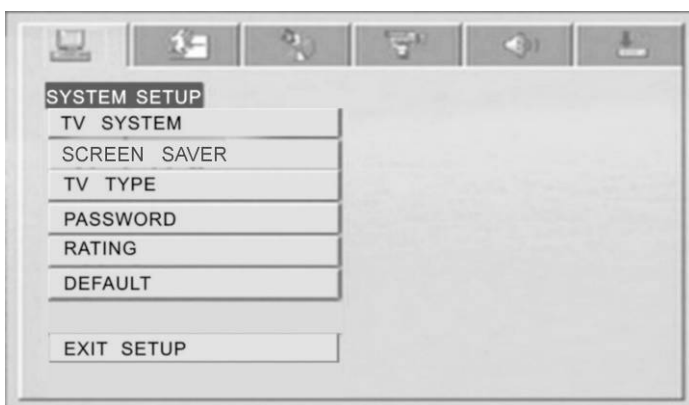 SYSTEM SETUP
TV SYSTEM
SCREEN SAVER
TV TYPE
PASSWORD
RATING
DEFAULT
EXIT SETUP